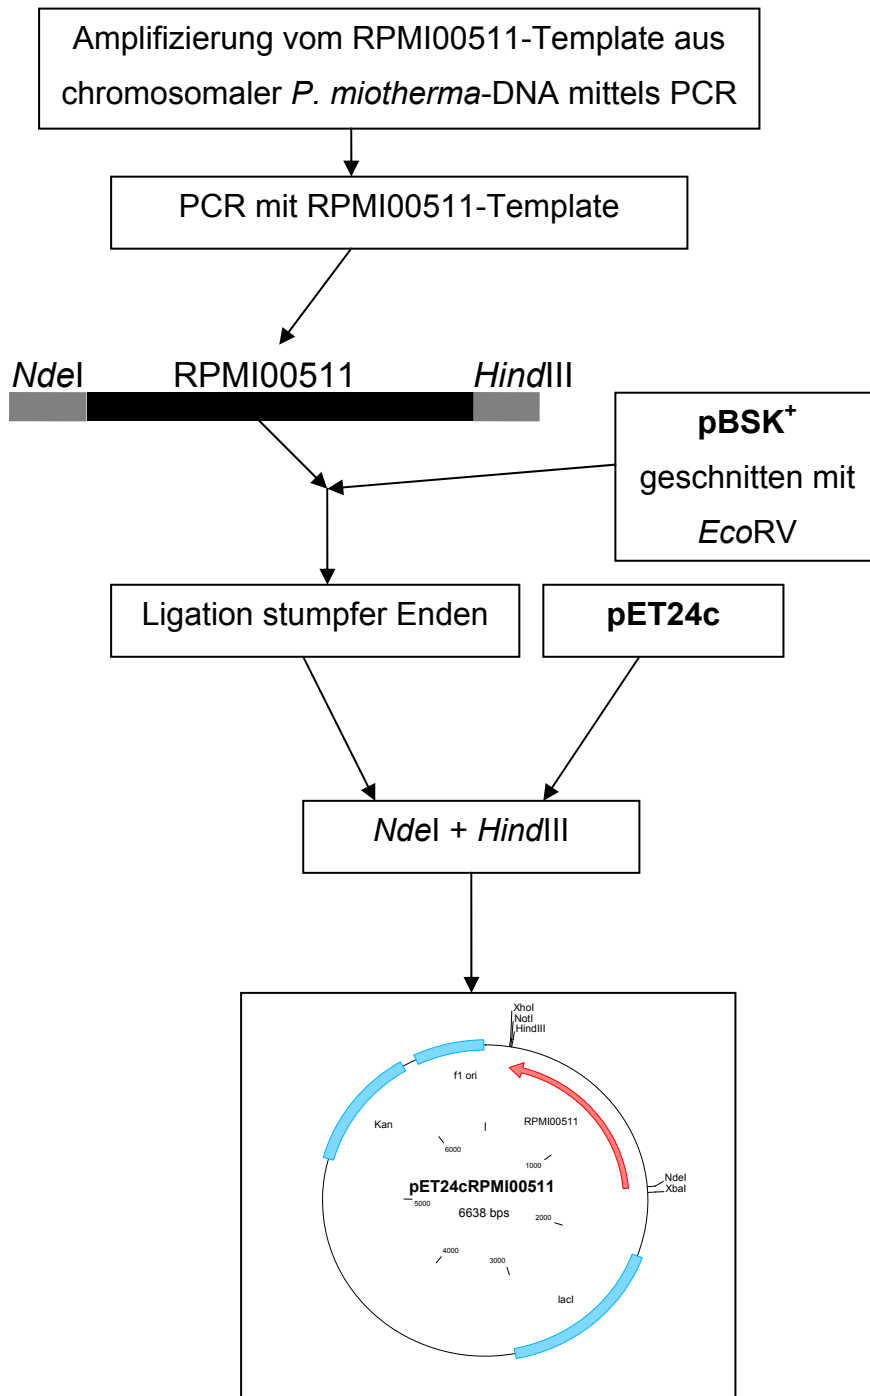 Amplifizierung vom RPMI00511-Template aus
chromosomaler P. miotherma-DNA mittels PCR
PCR mit RPMI00511-Template
NdeI RPMI00511 HindIII
pBSK+
geschnitten mit
EcoRV
Ligation stumpfer Enden
pET24c
NdeI + HindIII
XhoI
NotI
HindIII
f1 ori
Kan
RPMI00511
6000
1000
NdeI
XbaI
pET24cRPMI00511
5000
6638 bps
2000
4000
3000
lacI